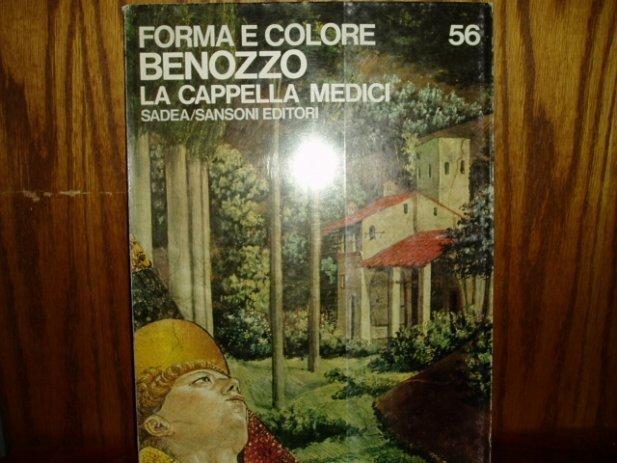 FORMA E COLORE 56
BENOZZO
LA CAPPELLA MEDICI
SADEA/SANSONI EDITORI